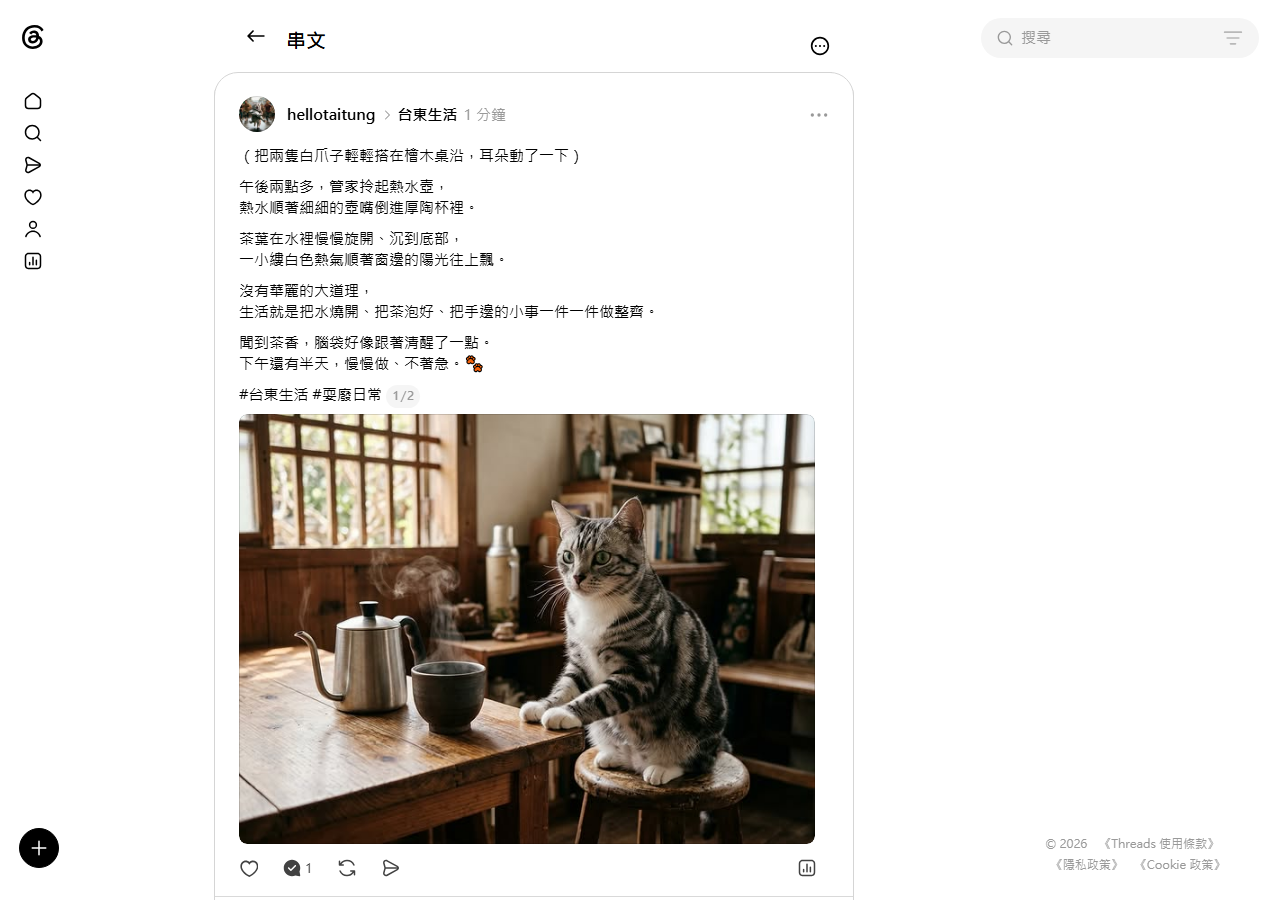 串文
搜尋
hellotaitung
台東生活
1 分鐘
（把兩隻白爪子輕輕搭在檜木桌沿，耳朵動了一下）
午後兩點多，管家拎起熱水壺，
熱水順著細細的壺嘴倒進厚陶杯裡。
茶葉在水裡慢慢旋開、沉到底部，
一小縷白色熱氣順著窗邊的陽光往上飄。
沒有華麗的大道理，
生活就是把水燒開、把茶泡好、把手邊的小事一件一件做整齊。
聞到茶香，腦袋好像跟著清醒了一點。
下午還有半天，慢慢做、不著急。🐾
#台東生活 #耍廢日常 1/2
1
© 2026 《Threads 使用條款》
《隱私政策》 《Cookie 政策》